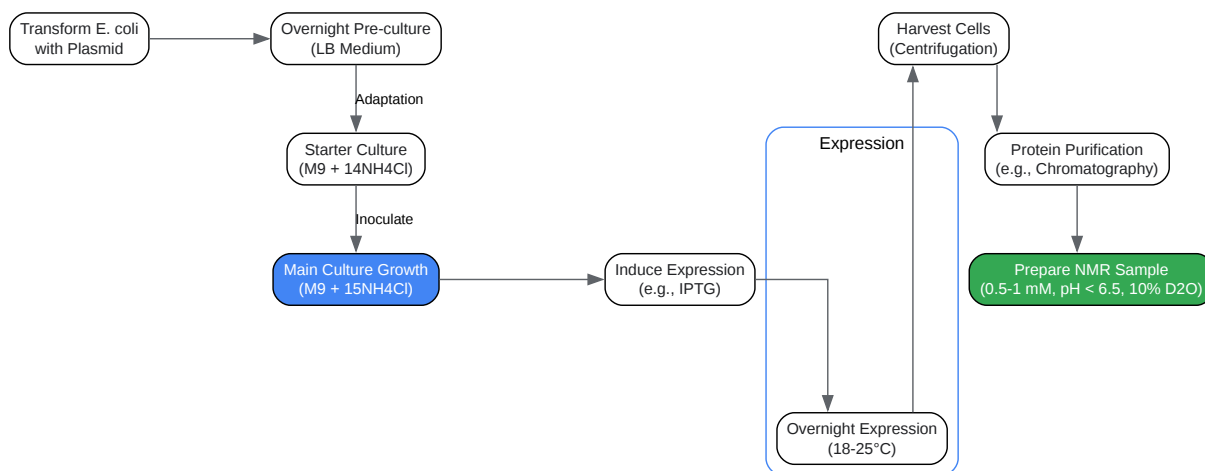 Transform E. coli
with Plasmid
Overnight Pre-culture
(LB Medium)
Adaptation
Starter Culture
(M9 + 14NH4Cl)
Inoculate
Main Culture Growth
(M9 + 15NH4Cl)
Induce Expression
(e.g., IPTG)
Expression
Overnight Expression
(18-25°C)
Harvest Cells
(Centrifugation)
Protein Purification
(e.g., Chromatography)
Prepare NMR Sample
(0.5-1 mM, pH < 6.5, 10% D2O)